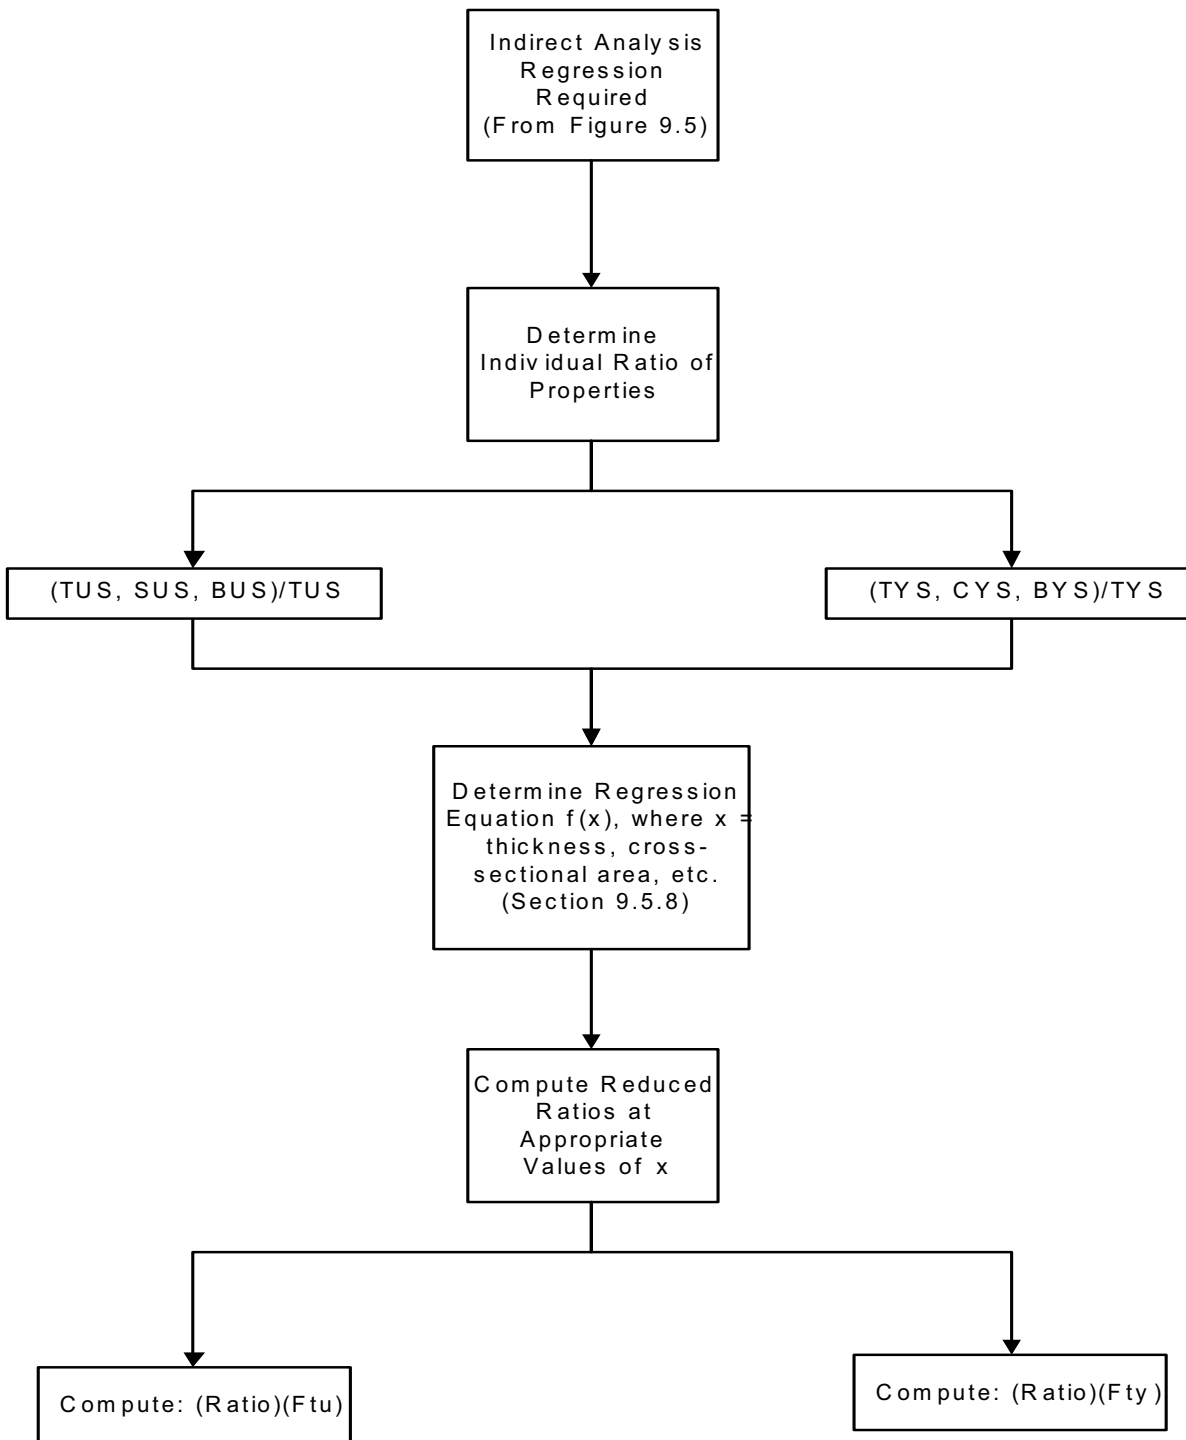 Indirect Analysis
Regression
Required
(From Figure 9.5)
Determine
Individual Ratio of
Properties
(TUS, SUS, BUS)/TUS
(TYS, CYS, BYS)/TYS
Determine Regression
Equation f(x), where x =
thickness, cross-
sectional area, etc.
(Section 9.5.8)
Compute Reduced
Ratios at
Appropriate
Values of x
Compute: (Ratio)(Ftu)
Compute: (Ratio)(Fty)